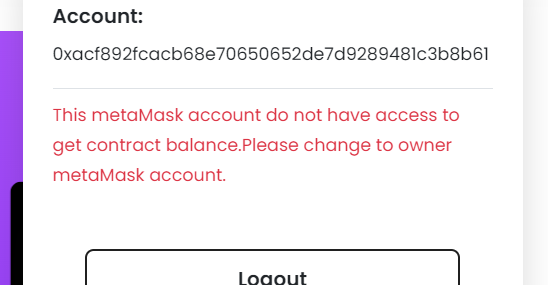 Account:
0xacf892fcacb68e70650652de7d9289481c3b8b61
This metaMask account do not have access to
get contract balance.Please change to owner
metaMask account.
Logout